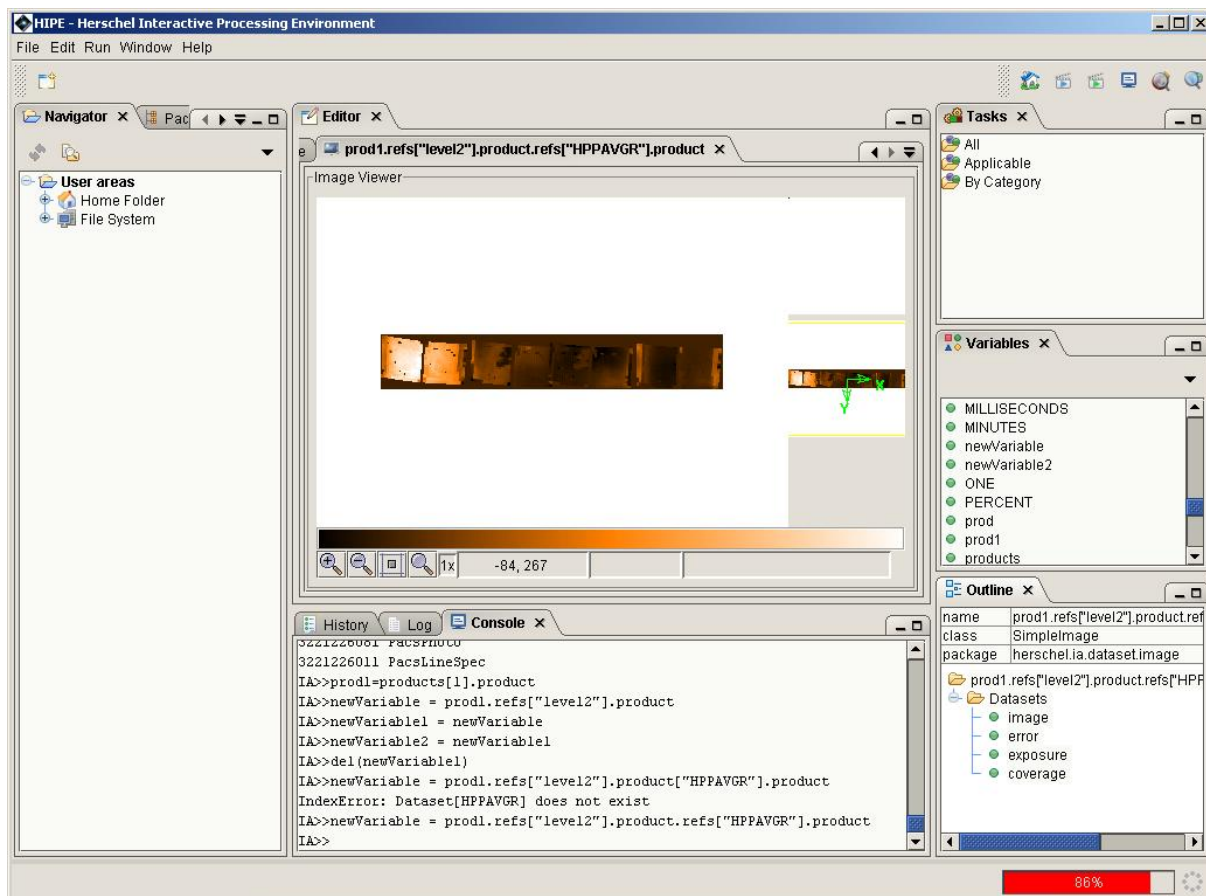 HIPE - Herschel Interactive Processing Environment
File Edit Run Window Help
Navigator
Pac
User areas
Home Folder
File System
Editor
e
prod1.refs["level2"].product.refs["HPPAVGR"].product
Image Viewer
X
Y
1x
-84, 267
History
Log
Console
3221226081 PacsPhoto
3221226011 PacsLineSpec
IA>>prod1=products[1].product
IA>>newVariable = prod1.refs["level2"].product
IA>>newVariable1 = newVariable
IA>>newVariable2 = newVariable1
IA>>del(newVariable1)
IA>>newVariable = prod1.refs["level2"].product["HPPAVGR"].product
IndexError: Dataset[HPPAVGR] does not exist
IA>>newVariable = prod1.refs["level2"].product.refs["HPPAVGR"].product
IA>>
Tasks
All
Applicable
By Category
Variables
MILLISECONDS
MINUTES
newVariable
newVariable2
ONE
PERCENT
prod
prod1
products
Outline
name prod1.refs["level2"].product.ref
class SimpleImage
package herschel.ia.dataset.image
prod1.refs["level2"].product.refs["HPP
Datasets
image
error
exposure
coverage
86%